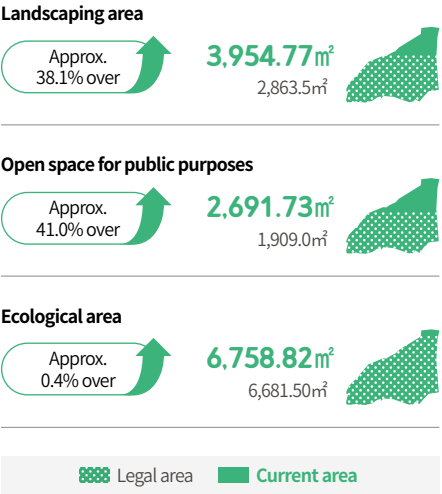 Landscaping area
Approx.
38.1% over
3,954.77㎡
2,863.5㎡
Open space for public purposes
Approx.
41.0% over
2,691.73㎡
1,909.0㎡
Ecological area
Approx.
0.4% over
6,758.82㎡
6,681.50㎡
Legal area
Current area